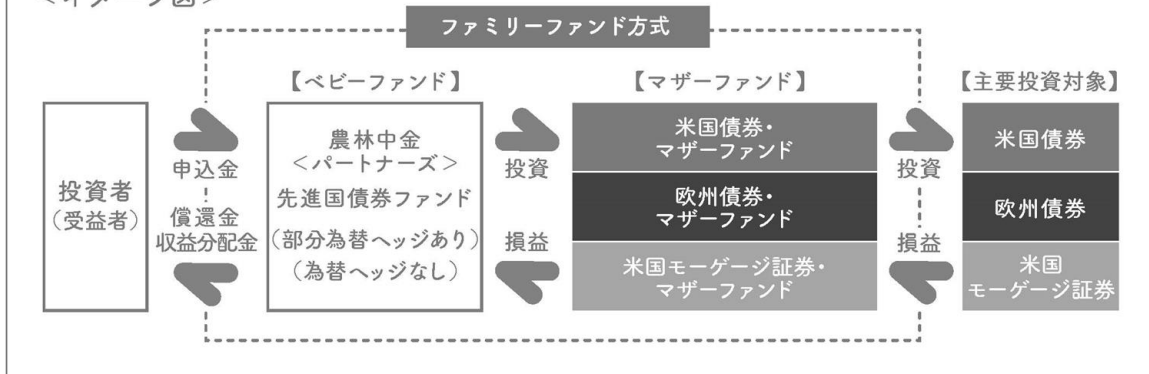 ＜イメージ図＞
ファミリーファンド方式
【ベビーファンド】
【マザーファンド】
【主要投資対象】
投資者
（受益者）
申込金
償還金
収益分配金
農林中金
＜パートナーズ＞
先進国債券ファンド
（部分為替ヘッジあり）
（為替ヘッジなし）
投資
損益
米国債券・
マザーファンド
欧州債券・
マザーファンド
米国モーゲージ証券・
マザーファンド
投資
損益
米国債券
欧州債券
米国
モーゲージ証券